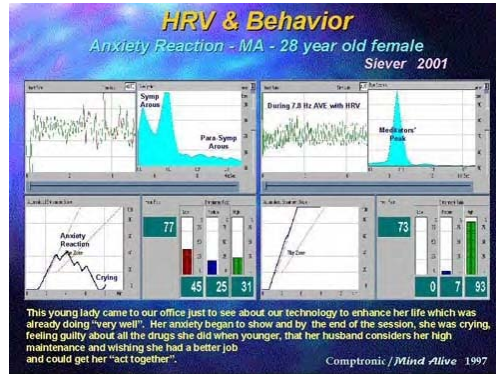 HRV & Behavior
Anxiety Reaction - MA - 28 year old female
Siever 2001
Symp
Arous
Para-Symp
Arous
During 7.8 Hz AVE with HRV
Meditators'
Peak
Anxiety
Reaction
Crying
77
45 25 31
73
0 7 93
This young lady came to our office just to see about our technology to enhance her life which was
already doing "very well". Her anxiety began to show and by the end of the session, she was crying,
feeling guilty about all the drugs she did when younger, that her husband considers her high
maintenance and wishing she had a better job
and could get her "act together".
Comptronic / Mind Alive 1997